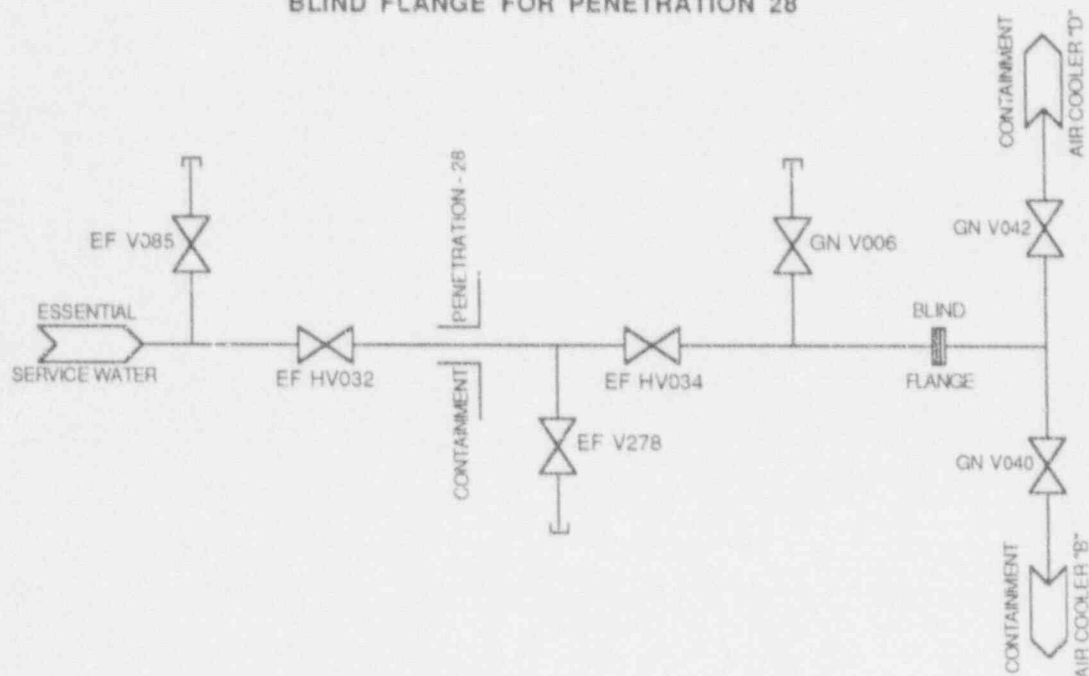 BLIND FLANGE FOR PENETRATION 28
CONTAINMENT
AIR COOLER "D"
EF V085
PENETRATION - 28
GN V006
GN V042
ESSENTIAL
SERVICE WATER
EF HV032
EF HV034
BLIND
FLANGE
CONTAINMENT
EF V278
GN V040
CONTAINMENT
AIR COOLER "B"